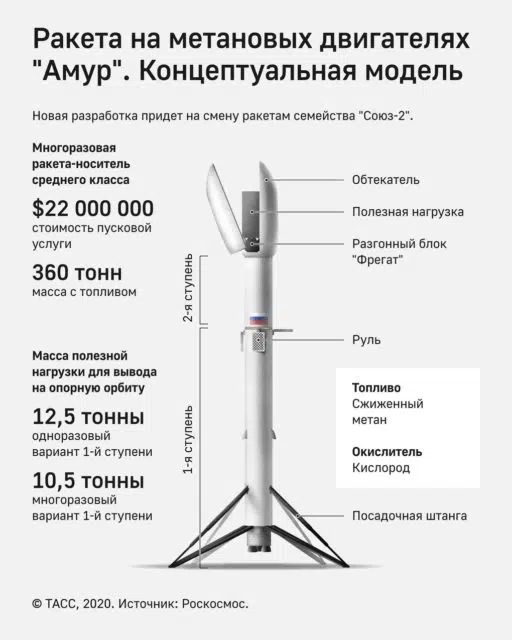 Ракета на метановых двигателях
"Амур". Концептуальная модель
Новая разработка придет на смену ракетам семейства "Союз-2".
Многоразовая
ракета-носитель
среднего класса
$22 000 000
стоимость пусковой
услуги
360 тонн
масса с топливом
Масса полезной
нагрузки для вывода
на опорную орбиту
12,5 тонны
одноразовый
вариант 1-й ступени
10,5 тонны
многоразовый
вариант 1-й ступени
2-я ступень
1-я ступень
Обтекатель
Полезная нагрузка
Разгонный блок
"Фрегат"
Руль
Топливо
Сжиженный
метан
Окислитель
Кислород
Посадочная штанга
© ТАСС, 2020. Источник: Роскосмос.